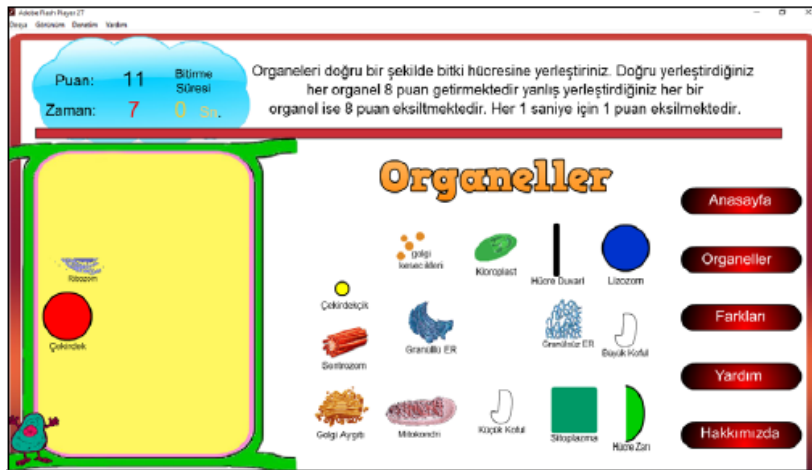 Adobe Flash Player 27
Dosya Görünüm Denetim Yardım
Puan: 11 Bitirme Süresi
Zaman: 7 0 Sn.
Organeleri doğru bir şekilde bitki hücresine yerleştiriniz. Doğru yerleştirdiğiniz
her organel 8 puan getirmektedir yanlış yerleştirdiğiniz her bir
organel ise 8 puan eksiltmektedir. Her 1 saniye için 1 puan eksilmektedir.
Organeller
Ribozom
Çekirdek
golgi
kesecikleri
Kloroplast
Hücre Duvarı
Lizozom
Çekirdekçik
Sentrozom
Granüllü ER
Granülsüz ER
Büyük Koful
Golgi Aygıtı
Mitokondri
Küçük Koful
Sitoplazma
Hücre Zarı
Anasayfa
Organeller
Farkları
Yardım
Hakkımızda